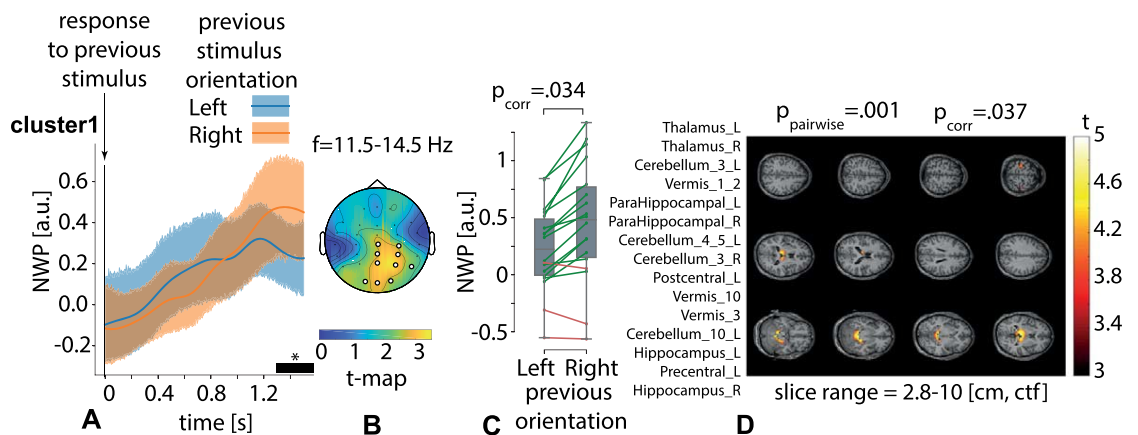 response
to previous
stimulus
previous
stimulus
orientation
Left
Right
cluster1
NWP [a.u.]
0.6
0.4
0.2
0.0
-0.2
*
0
0.4
0.8
1.2
time [s]
A
f=11.5-14.5 Hz
0 1 2 3
t-map
B
p corr =.034
NWP [a.u.]
1
0.5
0
-0.5
Left Right
previous
orientation
C
Thalamus_L
Thalamus_R
Cerebellum_3_L
Vermis_1_2
ParaHippocampal_L
ParaHippocampal_R
Cerebellum_4_5_L
Cerebellum_3_R
Postcentral_L
Vermis_10
Vermis_3
Cerebellum_10_L
Hippocampus_L
Precentral_L
Hippocampus_R
p pairwise =.001
p corr =.037
t
5
4.6
4.2
3.8
3.4
3
slice range = 2.8-10 [cm, ctf]
D